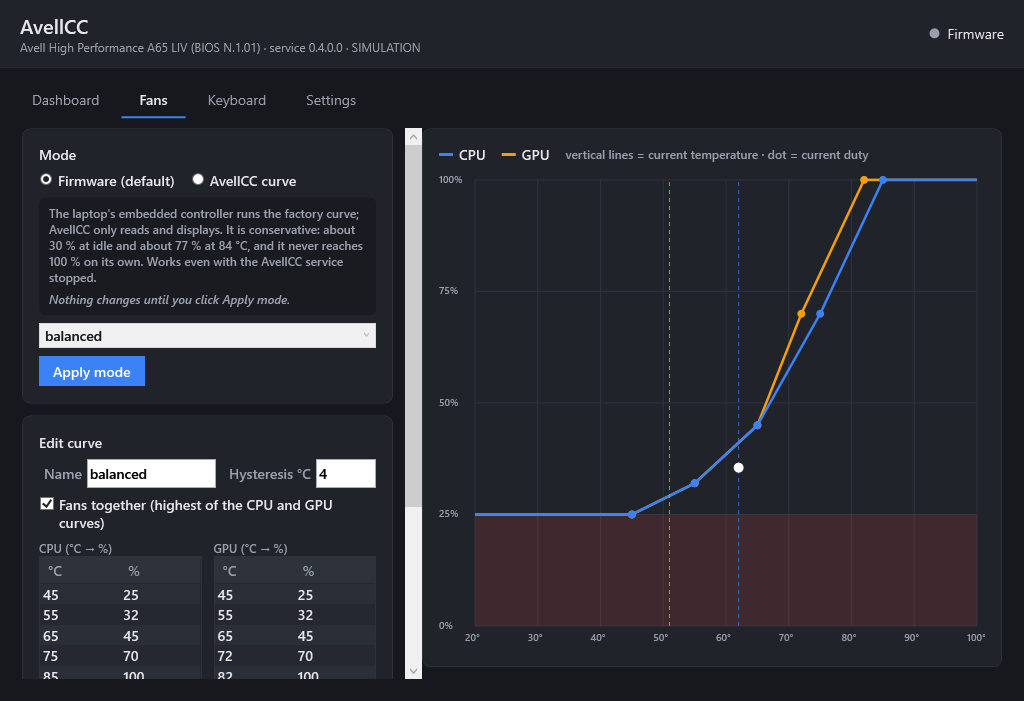 AvellCC
Avell High Performance A65 LIV (BIOS N.1.01) · service 0.4.0.0 · SIMULATION
Firmware
Dashboard
Fans
Keyboard
Settings
Mode
Firmware (default)
AvellCC curve
The laptop's embedded controller runs the factory curve;
AvellCC only reads and displays. It is conservative: about
30 % at idle and about 77 % at 84 °C, and it never reaches
100 % on its own. Works even with the AvellCC service
stopped.
Nothing changes until you click Apply mode.
balanced
Apply mode
Edit curve
Name balanced Hysteresis °C 4
Fans together (highest of the CPU and GPU
curves)
CPU (°C → %) GPU (°C → %)
°C % °C %
45 25 45 25
55 32 55 32
65 45 65 45
75 70 72 70
85 100 82 100
CPU GPU vertical lines = current temperature · dot = current duty
100%
75%
50%
25%
0%
20° 30° 40° 50° 60° 70° 80° 90° 100°